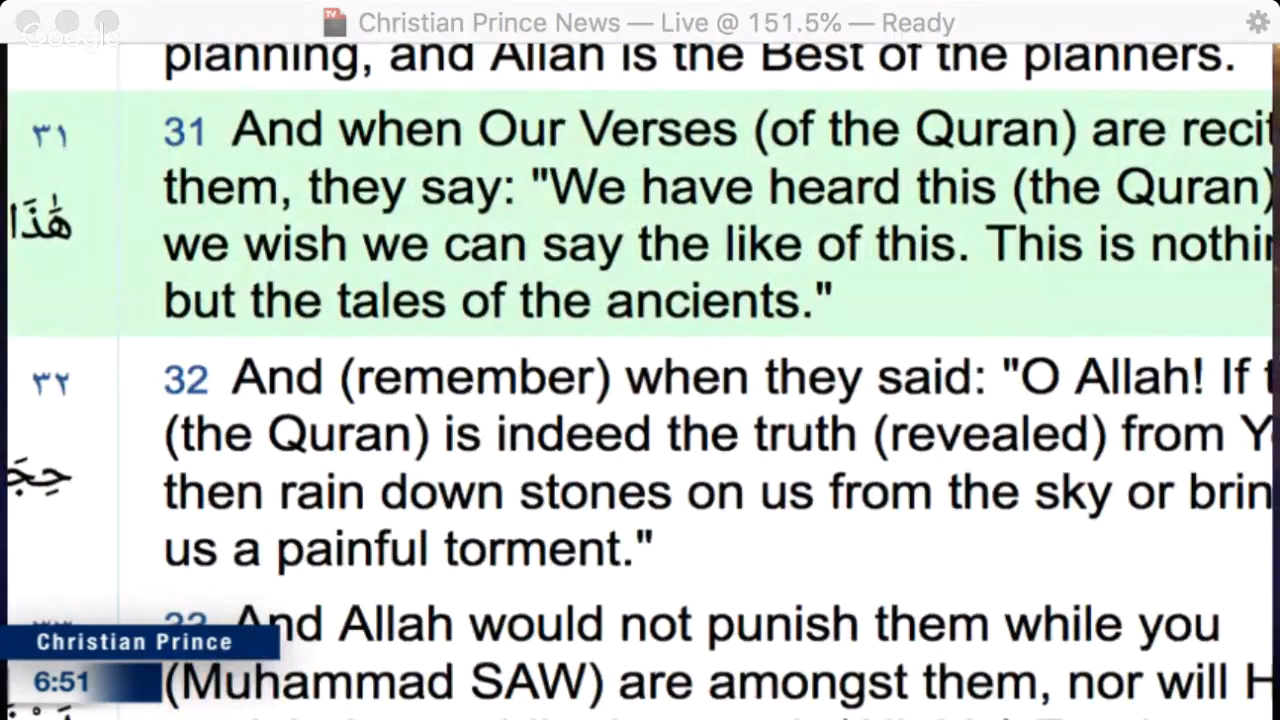 Christian Prince News — Live @ 151.5% — Ready
Google
planning, and Allah is the Best of the planners.
٣١
31 And when Our Verses (of the Quran) are recit
them, they say: "We have heard this (the Quran)
هَٰذَا
we wish we can say the like of this. This is nothin
but the tales of the ancients."
٣٢
32 And (remember) when they said: "O Allah! If t
(the Quran) is indeed the truth (revealed) from Y
then rain down stones on us from the sky or brin
us a painful torment."
33 And Allah would not punish them while you
Christian Prince
6:51
(Muhammad SAW) are amongst them, nor will H